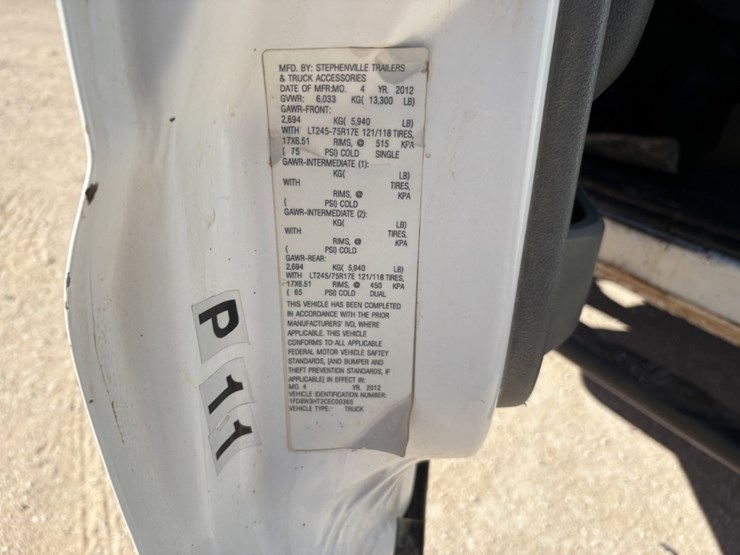 MFD. BY: STEPHENVILLE TRAILERS
& TRUCK ACCESSORIES
DATE OF MFR:MO. 4 YR. 2012
GVWR: 6,033 KG( 13,300 LB)
GAWR-FRONT:
2,694 KG( 5,940 LB)
WITH LT245-75R17E 121/118 TIRES,
17X6.51 RIMS, @ 515 KPA
( 75 PSI) COLD SINGLE
GAWR-INTERMEDIATE (1):
KG( LB)
WITH TIRES,
RIMS, @ KPA
( PSI) COLD
GAWR-INTERMEDIATE (2):
KG( LB)
WITH TIRES,
RIMS, @ KPA
( PSI) COLD
GAWR-REAR:
2,694 KG( 5,940 LB)
WITH LT245/75R17E 121/118 TIRES,
17X6.51 RIMS, @ 450 KPA
( 65 PSI) COLD DUAL
THIS VEHICLE HAS BEEN COMPLETED
IN ACCORDANCE WITH THE PRIOR
MANUFACTURERS' IVD, WHERE
APPLICABLE. THIS VEHICLE
CONFORMS TO ALL APPLICABLE
FEDERAL MOTOR VEHICLE SAFTEY
STANDARDS, (AND BUMPER AND
THEFT PREVENTION STANDARDS, IF
APPLICABLE) IN EFFECT IN:
MO. 4 YR. 2012
VEHICLE IDENTIFICATION NUMBER:
1FD8W3HT2CEC00365
VEHICLE TYPE: TRUCK
P11